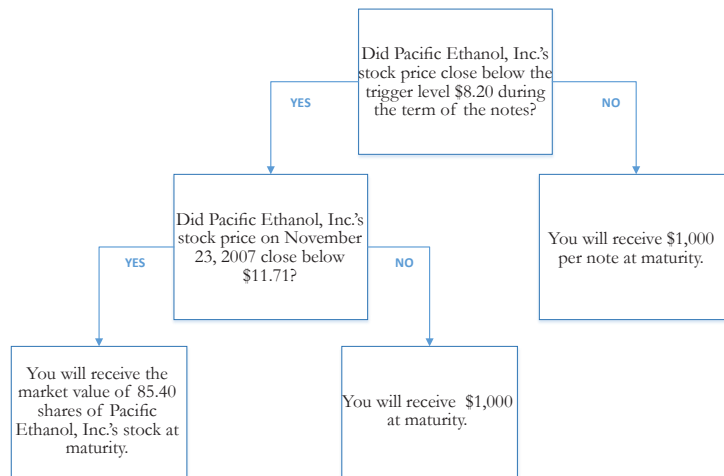 Did Pacific Ethanol, Inc.'s
stock price close below the
trigger level $8.20 during
the term of the notes?
YES
NO
Did Pacific Ethanol, Inc.'s
stock price on November
23, 2007 close below
$11.71?
You will receive $1,000
per note at maturity.
YES
NO
You will receive the
market value of 85.40
shares of Pacific
Ethanol, Inc.'s stock at
maturity.
You will receive $1,000
at maturity.